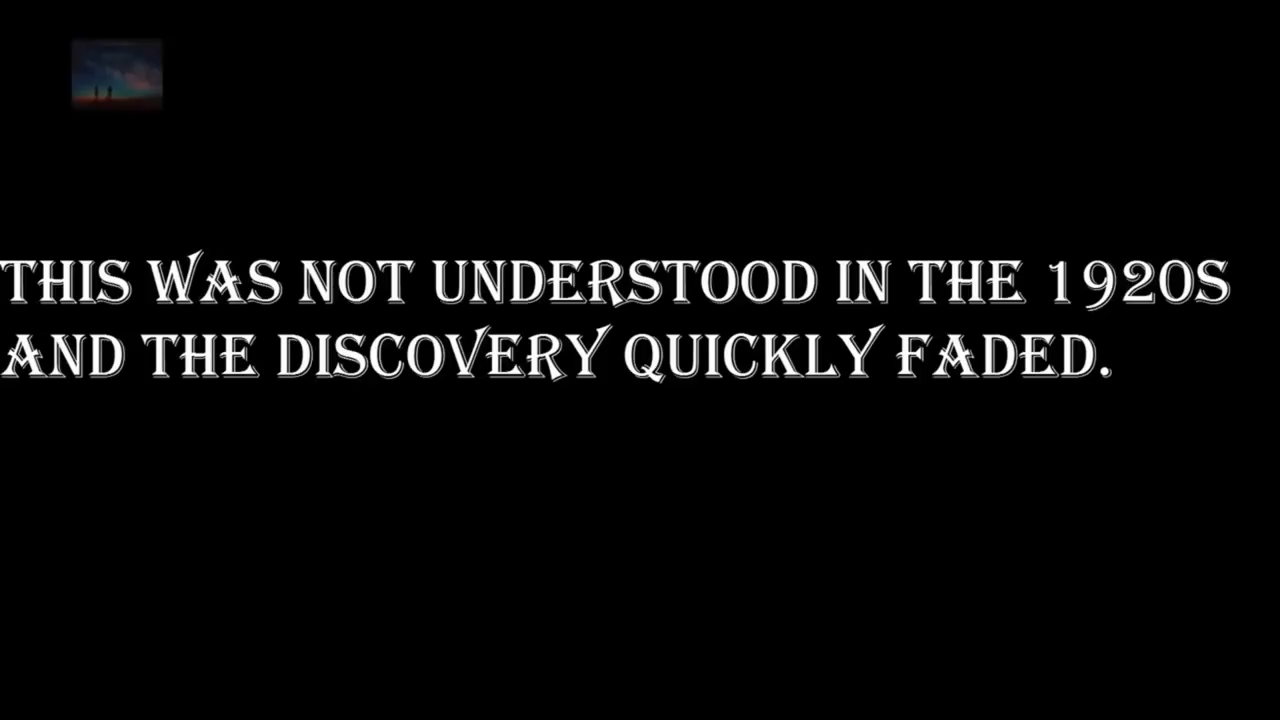 THIS WAS NOT UNDERSTOOD IN THE 1920S
AND THE DISCOVERY QUICKLY FADED.